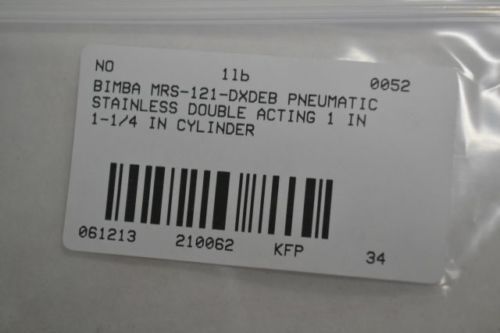 NO 1lb 0052
BIMBA MRS-121-DXDEB PNEUMATIC
STAINLESS DOUBLE ACTING 1 IN
1-1/4 IN CYLINDER
061213 210062 KFP 34